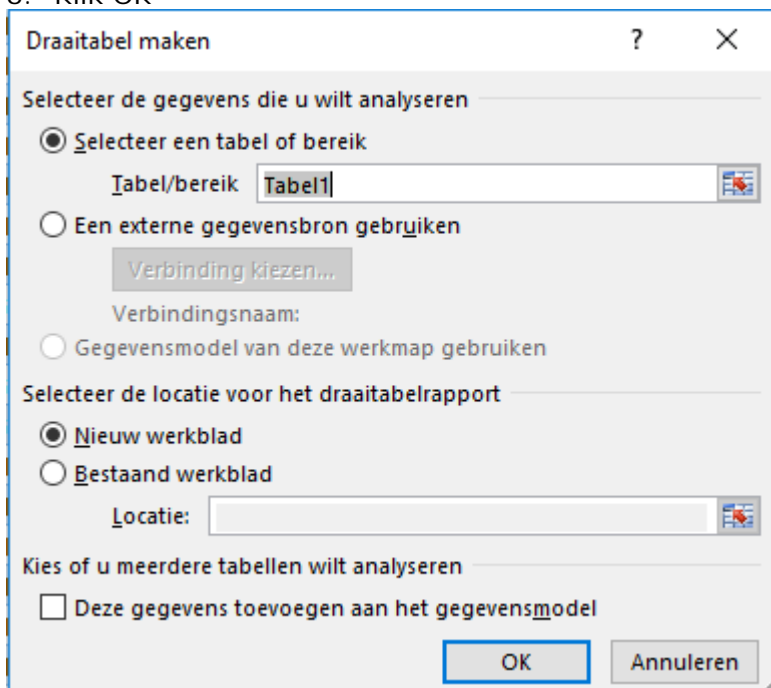 Klik OK
Draaitabel maken ? ×
Selecteer de gegevens die u wilt analyseren
Selecteer een tabel of bereik
Tabel/bereik Tabel1
Een externe gegevensbron gebruiken
Verbinding kiezen...
Verbindingsnaam:
Gegevensmodel van deze werkmap gebruiken
Selecteer de locatie voor het draaitabelrapport
Nieuw werkblad
Bestaand werkblad
Locatie:
Kies of u meerdere tabellen wilt analyseren
Deze gegevens toevoegen aan het gegevensmodel
OK Annuleren